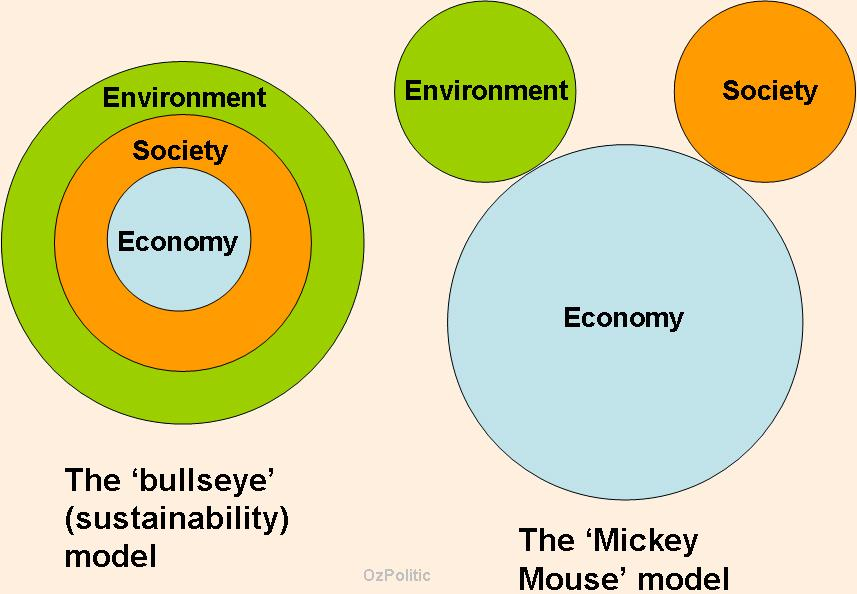 Environment
Society
Economy
The ‘bullseye’
(sustainability)
model
Environment
Society
Economy
The ‘Mickey
Mouse’ model
OzPolitic